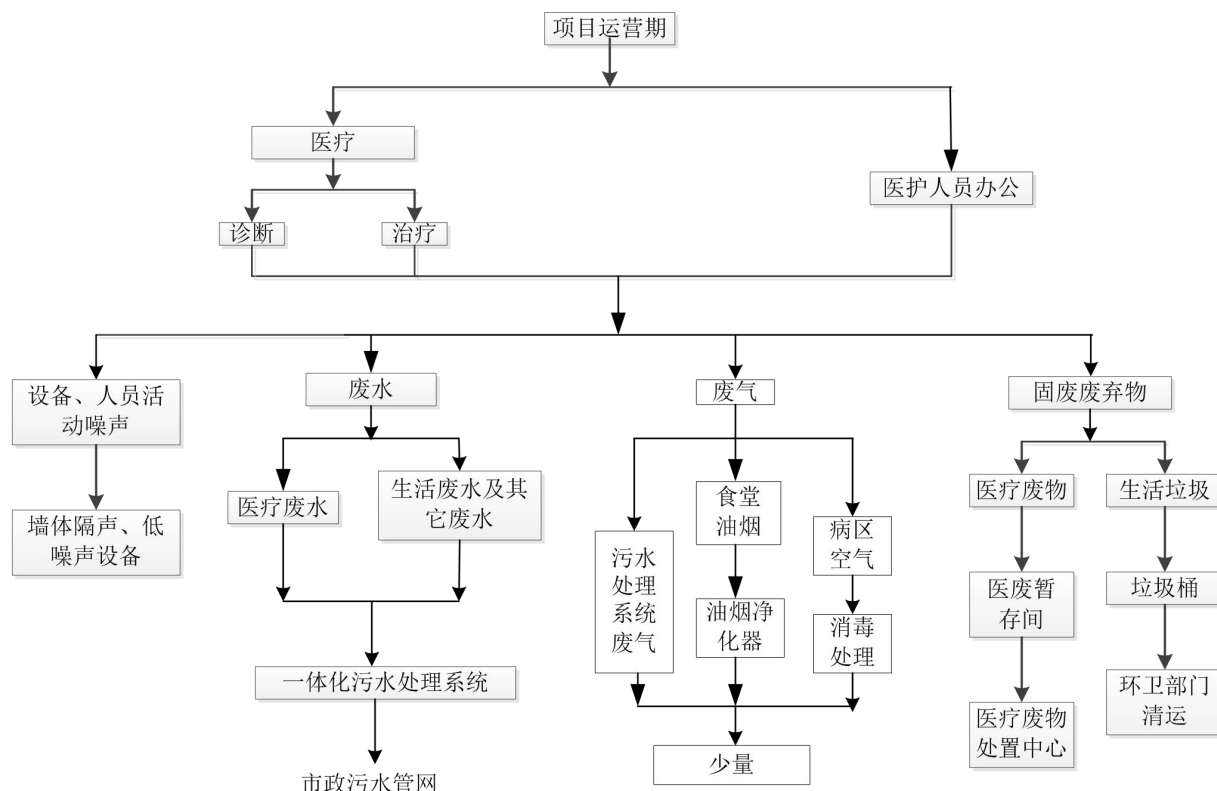 项目运营期
医疗
医护人员办公
诊断
治疗
设备、人员活
动噪声
墙体隔声、低
噪声设备
废水
医疗废水
生活废水及其
它废水
一体化污水处理系统
市政污水管网
废气
污水
处理
系统
废气
食堂
油烟
油烟净
化器
病区
空气
消毒
处理
少量
固废废弃物
医疗废物
医废暂
存间
医疗废物
处置中心
生活垃圾
垃圾桶
环卫部门
清运